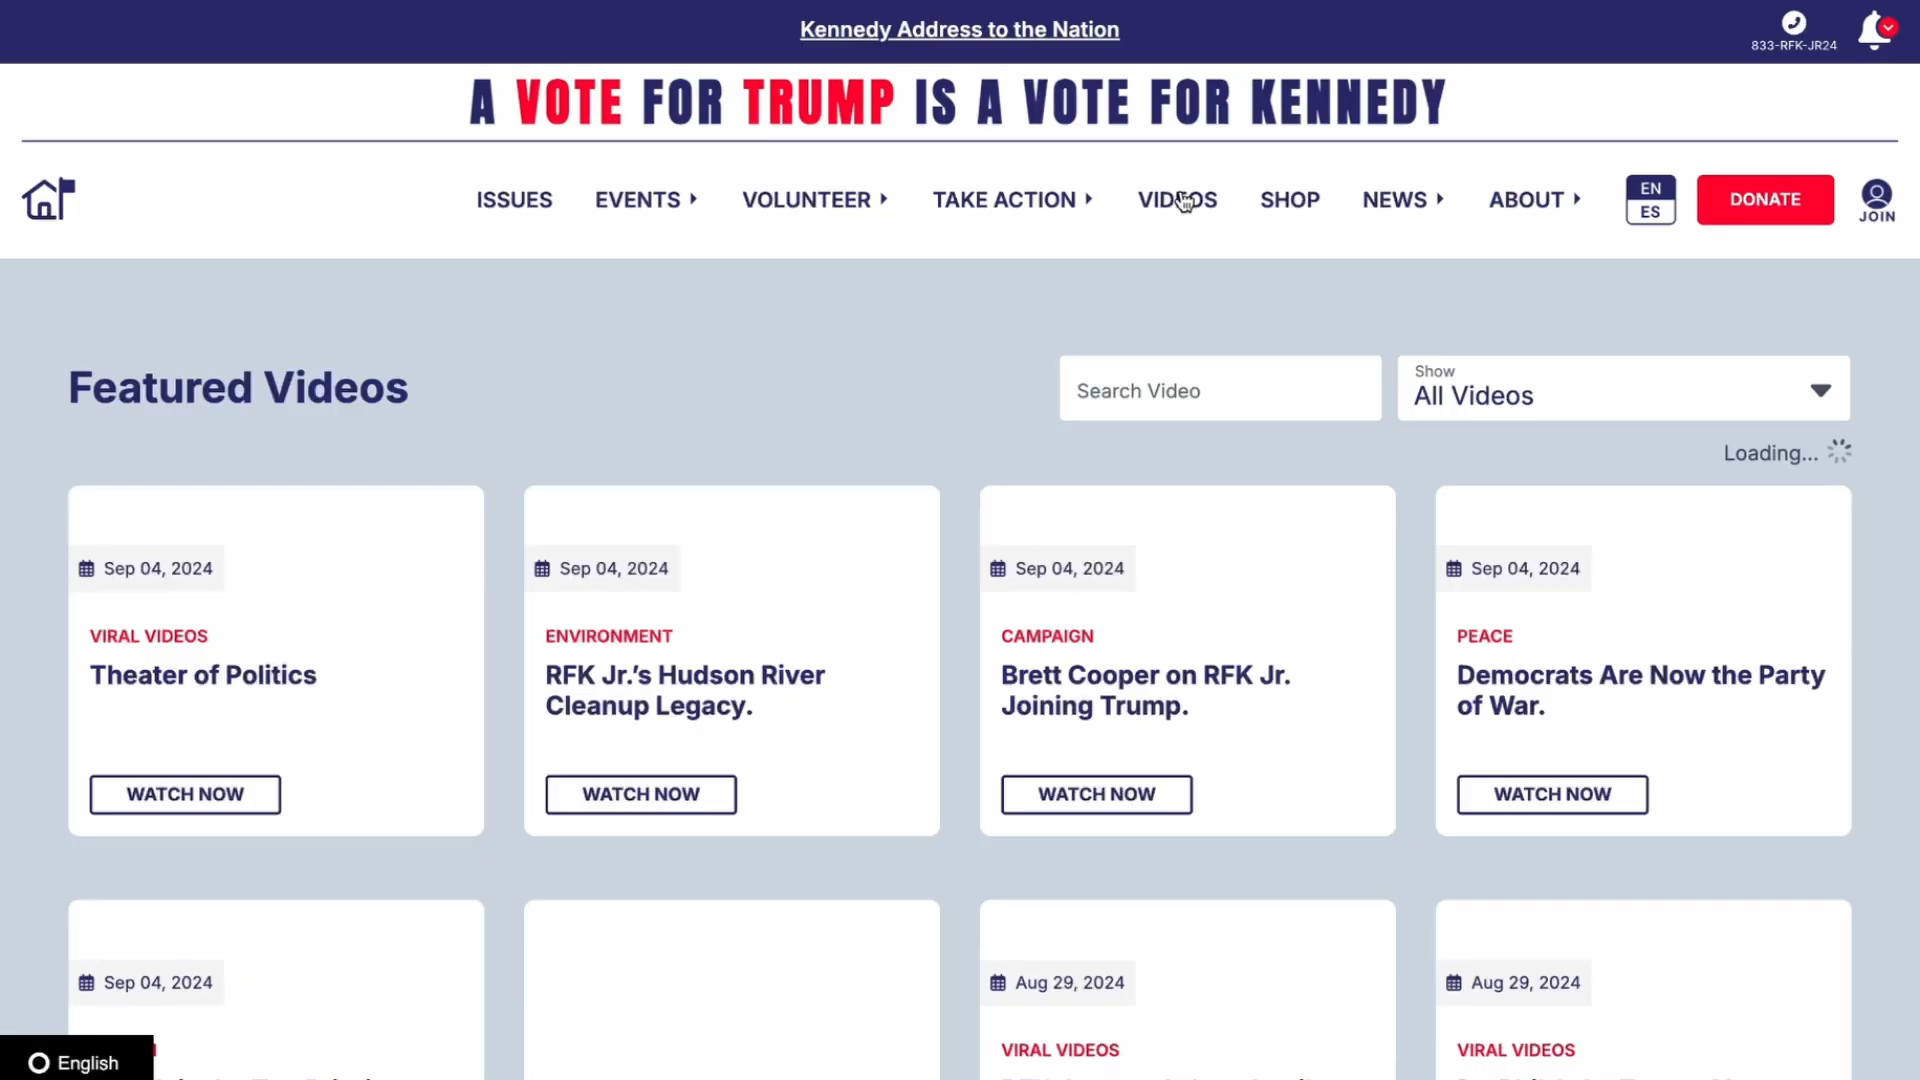 Kennedy Address to the Nation
833-RFK-JR24
A VOTE FOR TRUMP IS A VOTE FOR KENNEDY
ISSUES EVENTS VOLUNTEER TAKE ACTION VIDEOS SHOP NEWS ABOUT EN ES DONATE JOIN
Featured Videos
Search Video
Show
All Videos
Loading...
Sep 04, 2024
VIRAL VIDEOS
Theater of Politics
WATCH NOW
Sep 04, 2024
ENVIRONMENT
RFK Jr.'s Hudson River
Cleanup Legacy.
WATCH NOW
Sep 04, 2024
CAMPAIGN
Brett Cooper on RFK Jr.
Joining Trump.
WATCH NOW
Sep 04, 2024
PEACE
Democrats Are Now the Party
of War.
WATCH NOW
Sep 04, 2024
Aug 29, 2024
VIRAL VIDEOS
Aug 29, 2024
VIRAL VIDEOS
English